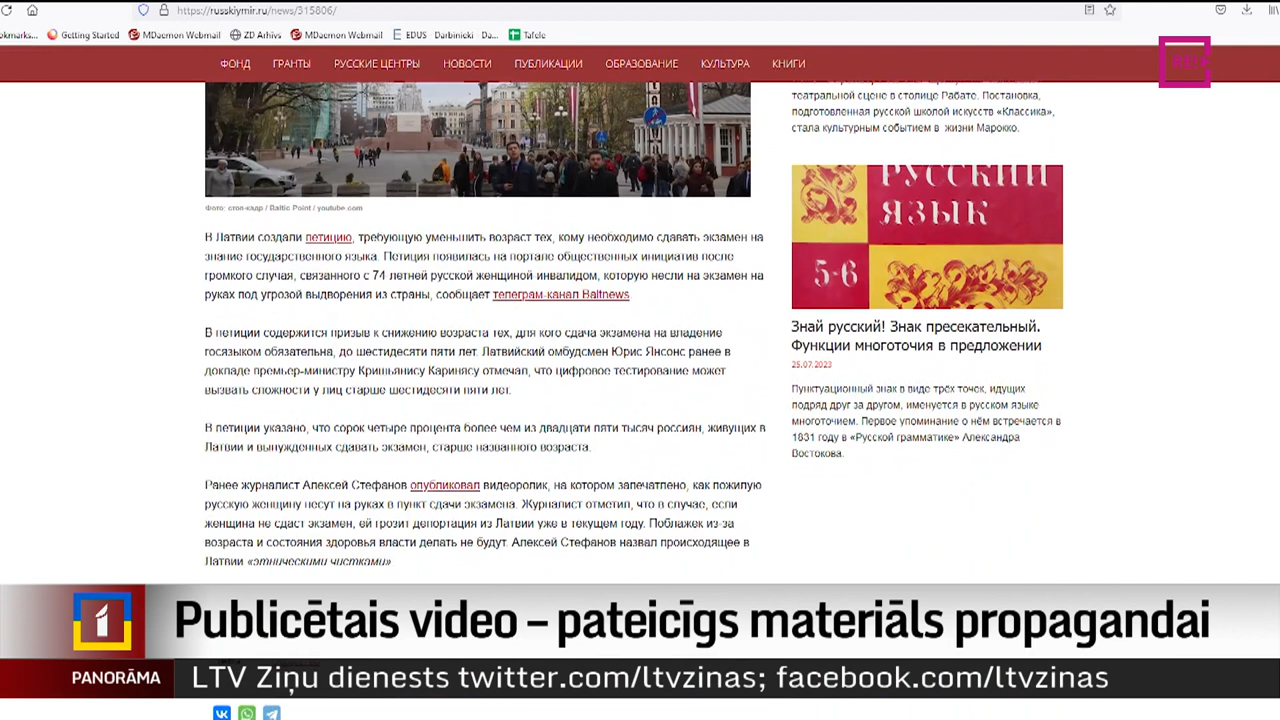 https://russkiymir.ru/news/315806/
Getting Started
MDaemon Webmail
ZD Arhivs
MDaemon Webmail
EDUS
Darbinieki - Da...
Tafele
ФОНД
ГРАНТЫ
РУССКИЕ ЦЕНТРЫ
НОВОСТИ
ПУБЛИКАЦИИ
ОБРАЗОВАНИЕ
КУЛЬТУРА
КНИГИ
театральной сцене в столице Рабате. Постановка,
подготовленная русской школой искусств «Классика»,
стала культурным событием в жизни Марокко.
Фото: стоп-кадр / Baltic Point / youtube.com
В Латвии создали петицию, требующую уменьшить возраст тех, кому необходимо сдавать экзамен на
знание государственного языка. Петиция появилась на портале общественных инициатив после
громкого случая, связанного с 74 летней русской женщиной инвалидом, которую несли на экзамен на
руках под угрозой выдворения из страны, сообщает телеграм-канал Baltnews
В петиции содержится призыв к снижению возраста тех, для кого сдача экзамена на владение
госязыком обязательна, до шестидесяти пяти лет. Латвийский омбудсмен Юрис Янсонс ранее в
докладе премьер-министру Кришьянису Каринясу отмечал, что цифровое тестирование может
вызвать сложности у лиц старше шестидесяти пяти лет.
В петиции указано, что сорок четыре процента более чем из двадцати пяти тысяч россиян, живущих в
Латвии и вынужденных сдавать экзамен, старше названного возраста.
Ранее журналист Алексей Стефанов опубликовал видеоролик, на котором запечатлено, как пожилую
русскую женщину несут на руках в пункт сдачи экзамена. Журналист отметил, что в случае, если
женщина не сдаст экзамен, ей грозит депортация из Латвии уже в текущем году. Поблажек из-за
возраста и состояния здоровья власти делать не будут. Алексей Стефанов назвал происходящее в
Латвии «этническими чистками»
РУССКИЙ
ЯЗЫК
5-6
Знай русский! Знак пресекательный.
Функции многоточия в предложении
25.07.2023
Пунктуационный знак в виде трёх точек, идущих
подряд друг за другом, именуется в русском языке
многоточием. Первое упоминание о нём встречается в
1831 году в «Русской грамматике» Александра
Востокова.
1
Publicētais video – pateicīgs materiāls propagandai
PANORĀMA
LTV Ziņu dienests twitter.com/ltvzinas; facebook.com/ltvzinas